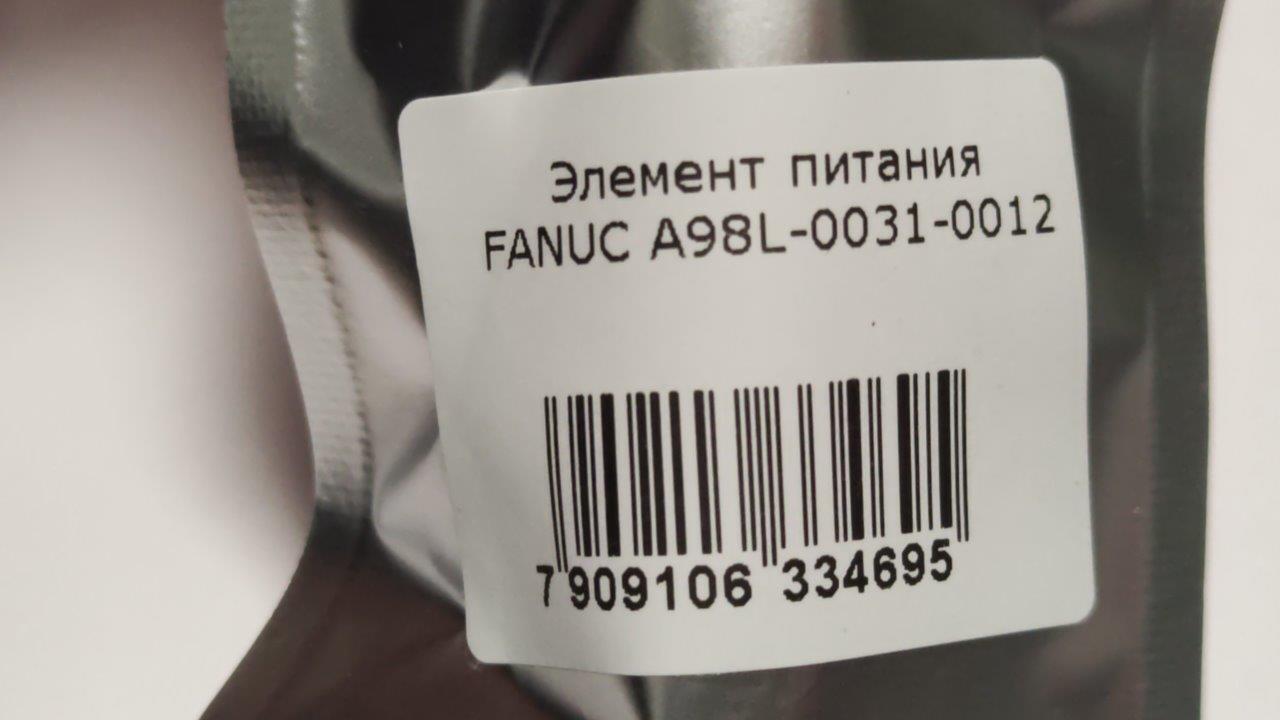 Элемент питания
FANUC A98L-0031-0012
7 909106 334695